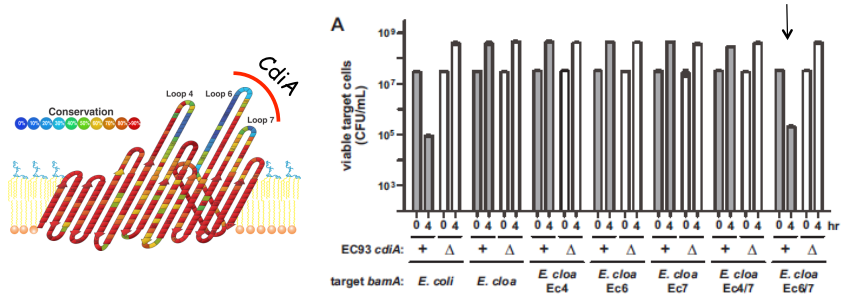 CdiA
Loop 4
Loop 6
Loop 7
Conservation
0% 10% 20% 30% 40% 50% 60% 70% 80% >90%
A
viable target cells
(CFU/mL)
10⁹
10⁷
10⁵
10³
0 4 0 4 0 4 0 4 0 4 0 4 0 4 0 4 0 4 0 4 0 4 0 4 0 4 0 4 hr
EC93 cdiA: + Δ + Δ + Δ + Δ + Δ + Δ + Δ
target bamA: E. coli E. cloa E. cloa E. cloa E. cloa E. cloa E. cloa
Ec4 Ec6 Ec7 Ec4/7 Ec6/7